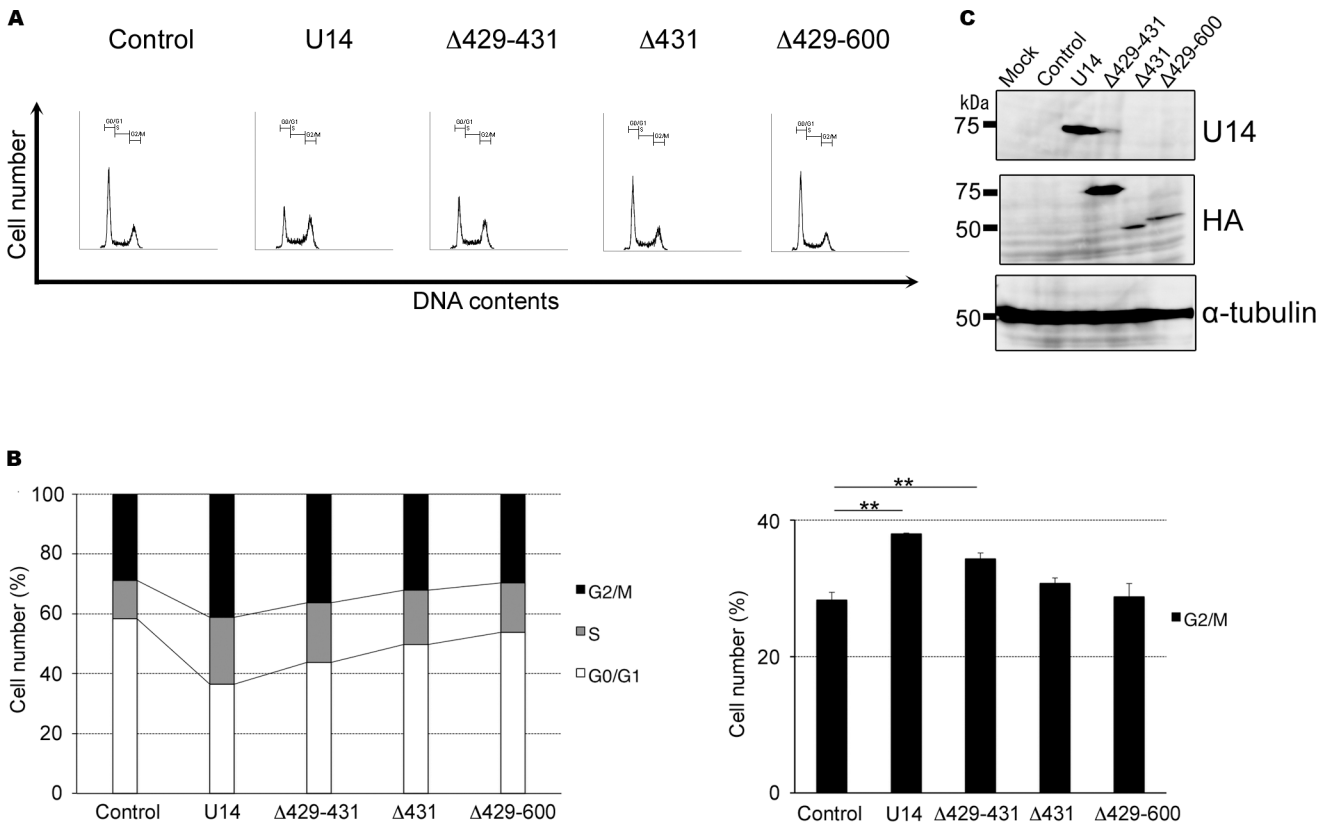 A
Control U14 Δ429-431 Δ431 Δ429-600
Cell number
G0/G1 S G2/M
G0/G1 S G2/M
G0/G1 S G2/M
G0/G1 S G2/M
G0/G1 S G2/M
DNA contents
C
Mock Control U14 Δ429-431 Δ431 Δ429-600
kDa
75
U14
75
50
HA
50
α-tubulin
B
Cell number (%)
100
80
60
40
20
0
Control U14 Δ429-431 Δ431 Δ429-600
G2/M
S
G0/G1
Cell number (%)
**
**
40
20
0
Control U14 Δ429-431 Δ431 Δ429-600
G2/M